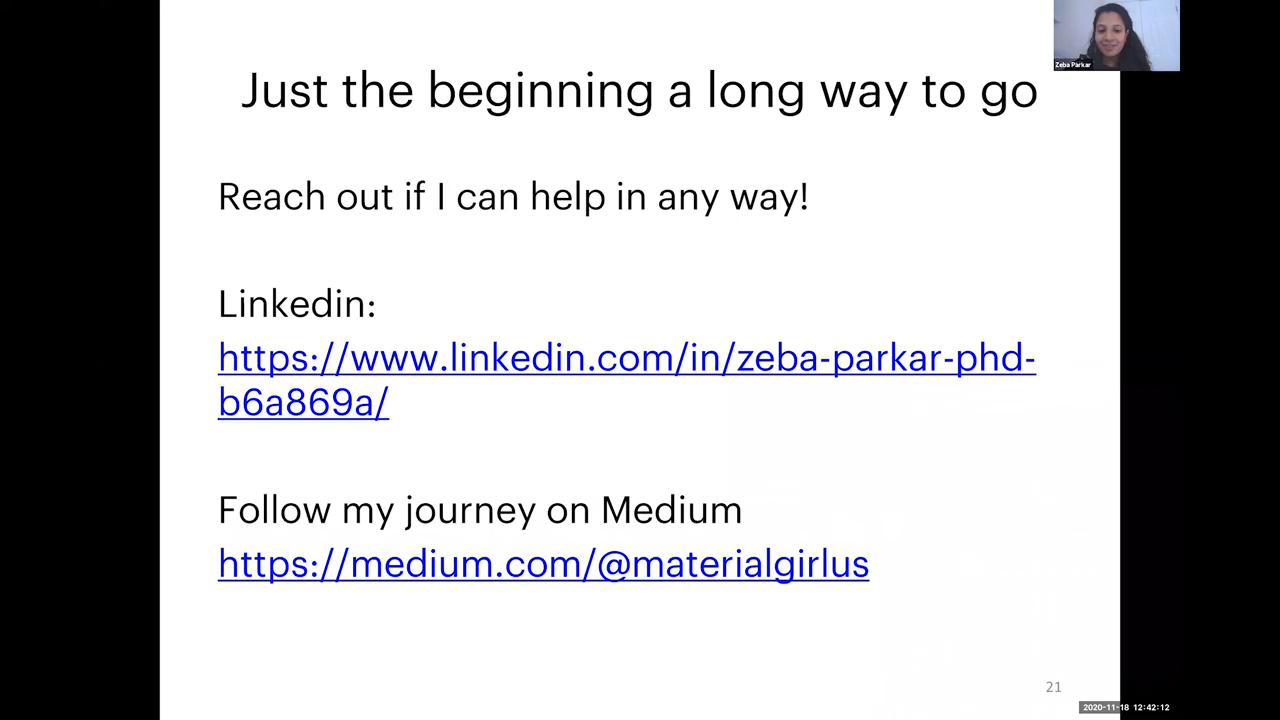 Zeba Parkar
Just the beginning a long way to go
Reach out if I can help in any way!
Linkedin:
https://www.linkedin.com/in/zeba-parkar-phd-
b6a869a/
Follow my journey on Medium
https://medium.com/@materialgirlus
21
2020-11-18 12:42:12